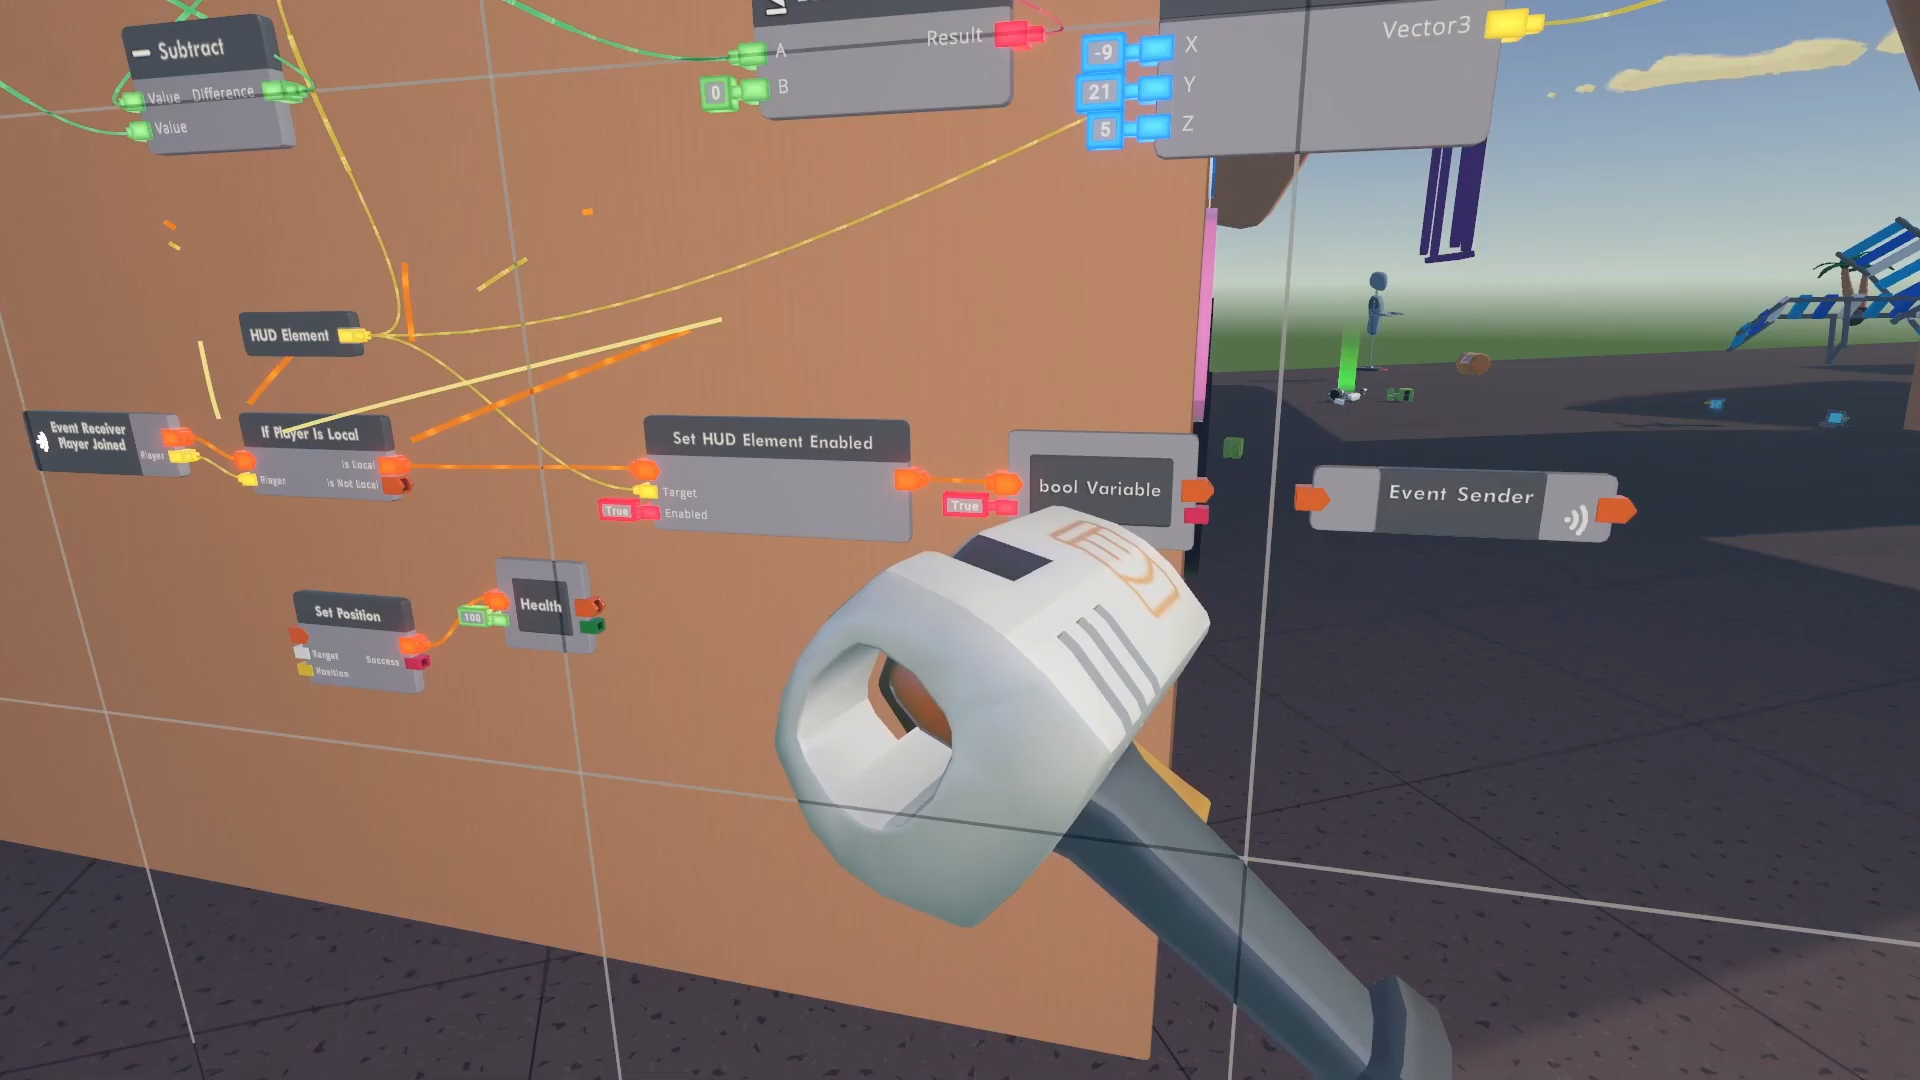 Subtract
Value Difference
Value
A
B
0
Result
Vector3
-9 X
21 Y
5 Z
HUD Element
Event Receiver
Player Joined
Player
If Player Is Local
Is Local
Player
Is Not Local
Set HUD Element Enabled
Target
True Enabled
True
bool Variable
Event Sender
Set Position
Target
Success
Position
100
Health